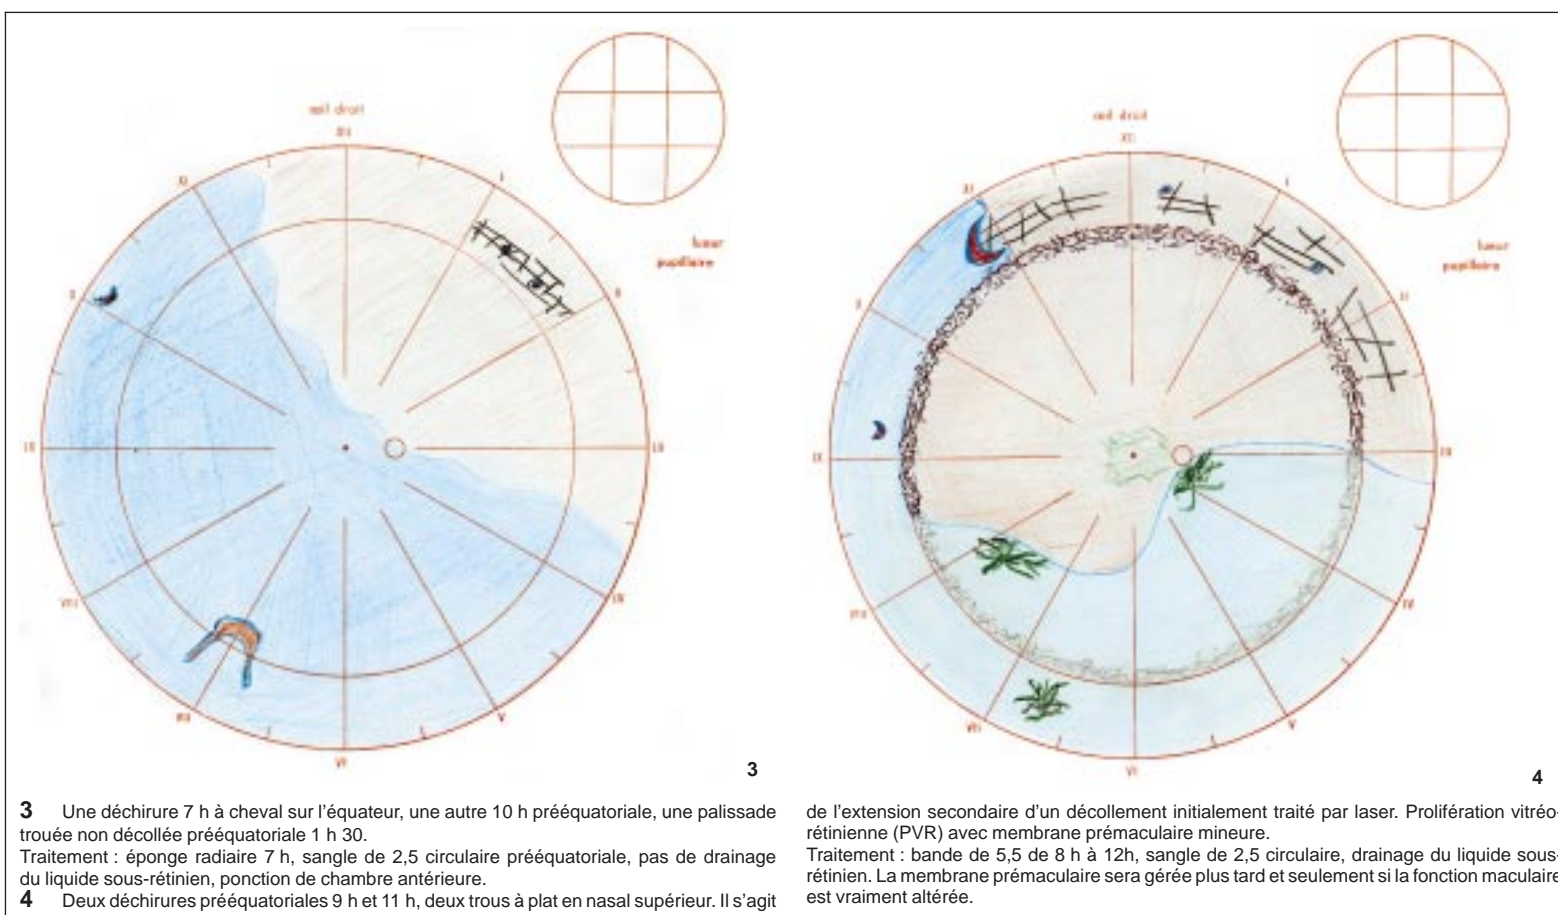 œil droit
XII
XI
I
X
II
IX
III
VIII
IV
VII
V
VI
lueur
pupillaire
3
œil droit
XII
XI
I
X
II
IX
III
VIII
IV
VII
V
VI
lueur
pupillaire
4
3 Une déchirure 7 h à cheval sur l’équateur, une autre 10 h prééquatoriale, une palissade
trouée non décollée prééquatoriale 1 h 30.
Traitement : éponge radiaire 7 h, sangle de 2,5 circulaire prééquatoriale, pas de drainage
du liquide sous-rétinien, ponction de chambre antérieure.
4 Deux déchirures prééquatoriales 9 h et 11 h, deux trous à plat en nasal supérieur. Il s’agit
de l’extension secondaire d’un décollement initialement traité par laser. Prolifération vitréo-
rétinienne (PVR) avec membrane prémaculaire mineure.
Traitement : bande de 5,5 de 8 h à 12h, sangle de 2,5 circulaire, drainage du liquide sous-
rétinien. La membrane prémaculaire sera gérée plus tard et seulement si la fonction maculaire
est vraiment altérée.